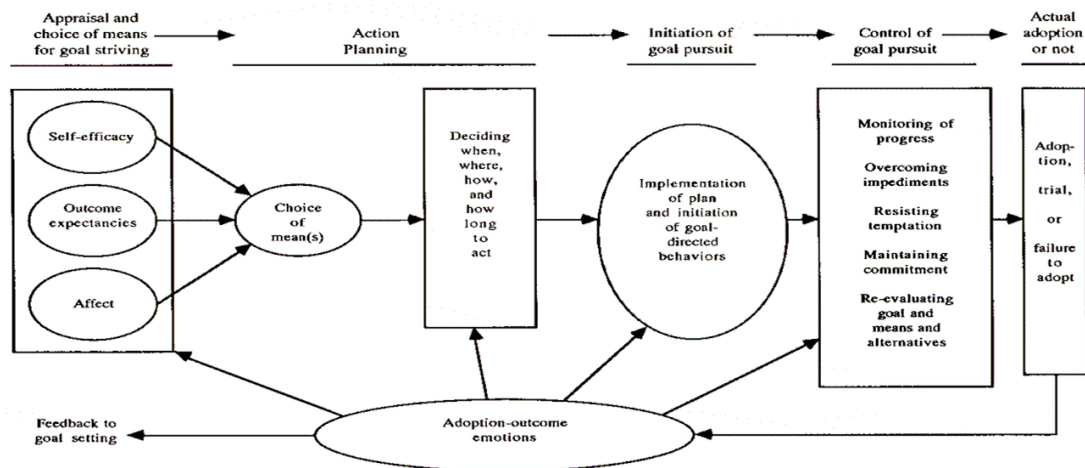 Appraisal and
choice of means
for goal striving
Action
Planning
Initiation of
goal pursuit
Control of
goal pursuit
Actual
adoption
or not
Self-efficacy
Outcome
expectancies
Affect
Choice
of
mean(s)
Deciding
when,
where,
how,
and
how
long
to
act
Implementation
of plan
and initiation
of goal-
directed
behaviors
Monitoring of
progress
Overcoming
impediments
Resisting
temptation
Maintaining
commitment
Re-evaluating
goal and
means and
alternatives
Adop-
tion,
trial,
or
failure
to
adopt
Feedback to
goal setting
Adoption-outcome
emotions